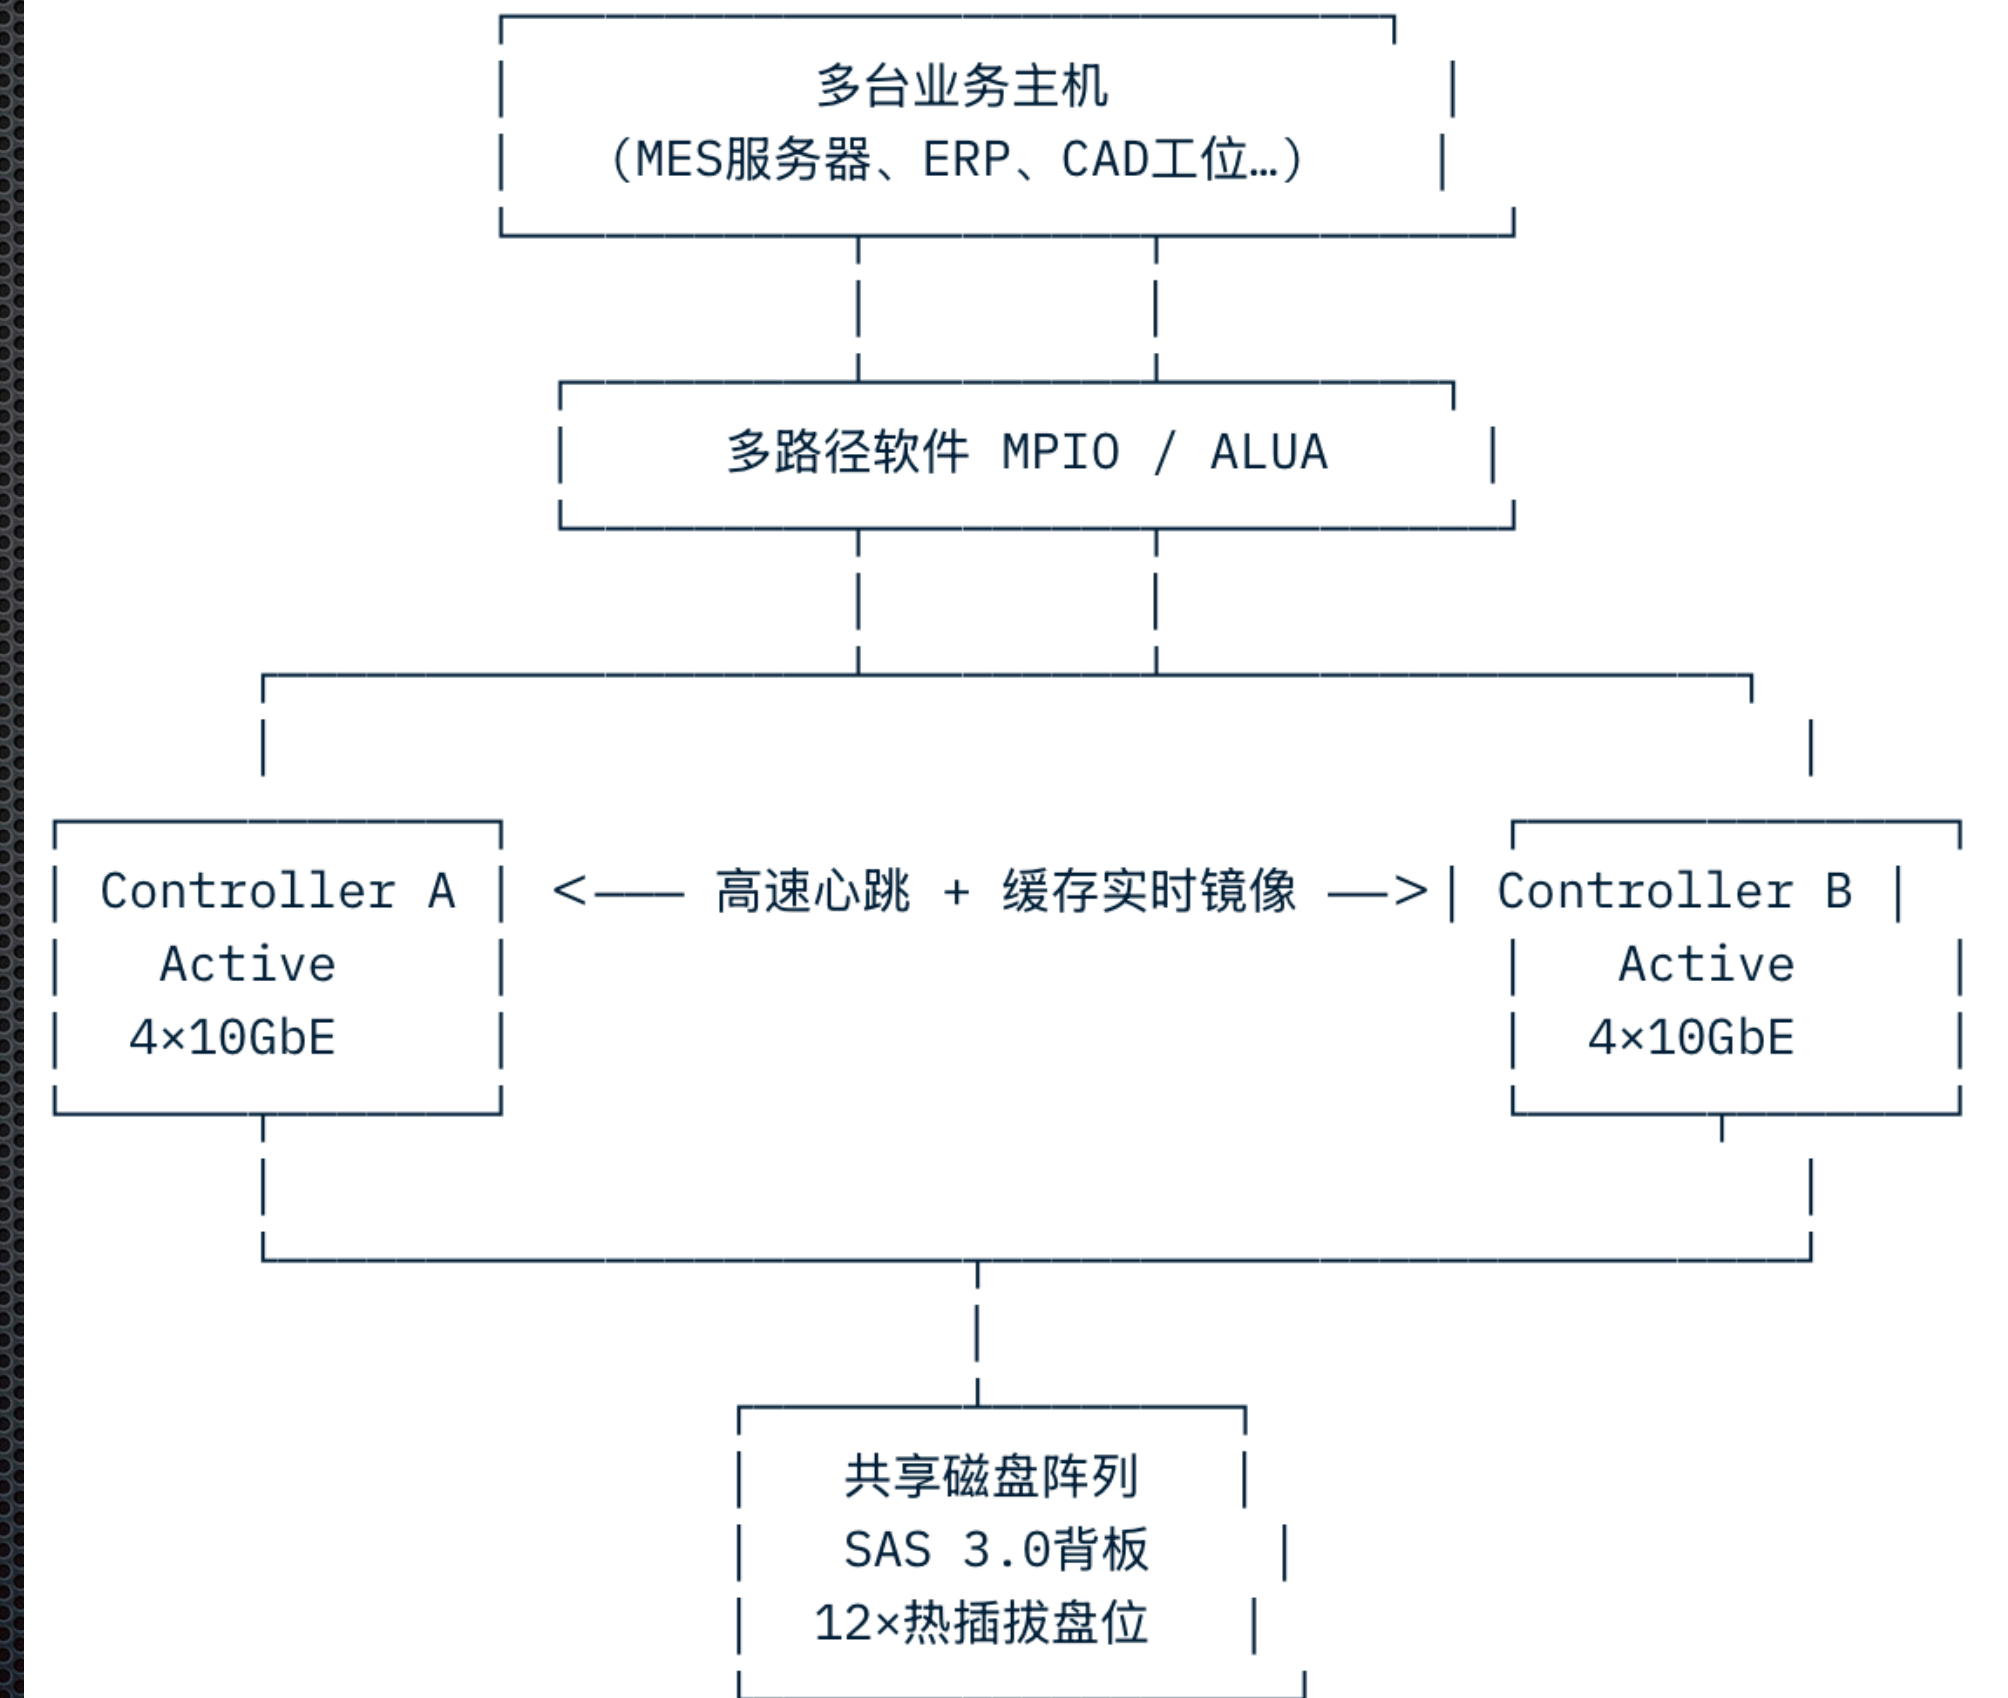 多台业务主机
(MES服务器、ERP、CAD工位…)
多路径软件 MPIO / ALUA
Controller A <——— 高速心跳 + 缓存实时镜像 ——> Controller B
Active Active
4×10GbE 4×10GbE
共享磁盘阵列
SAS 3.0背板
12×热插拔盘位